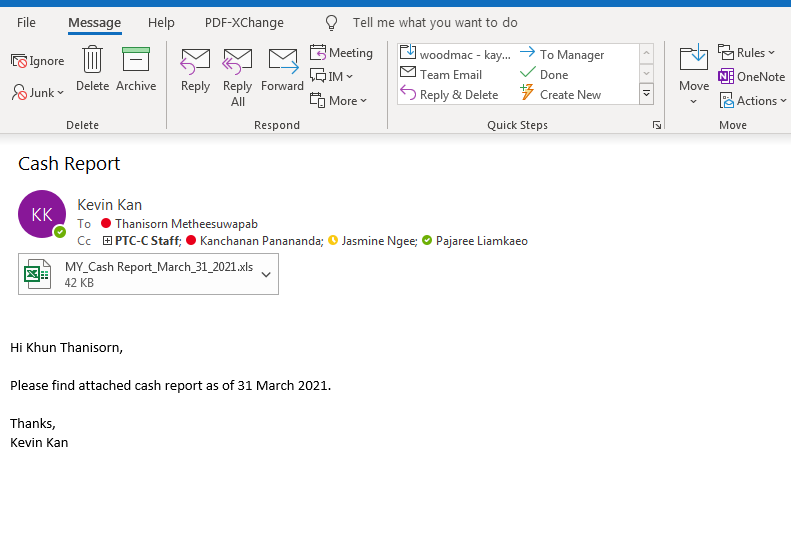 File Message Help PDF-XChange Tell me what you want to do
Ignore
Junk
Delete
Archive
Delete
Reply
Reply All
Forward
Meeting
IM
More
Respond
woodmac - kay...
Team Email
Reply & Delete
To Manager
Done
Create New
Quick Steps
Move
Rules
OneNote
Actions
Move
Cash Report
KK
Kevin Kan
To Thanisorn Metheesuwapab
Cc PTC-C Staff; Kanchanan Panananda; Jasmine Ngee; Pajaree Liamkaeo
MY_Cash Report_March_31_2021.xls
42 KB
Hi Khun Thanisorn,
Please find attached cash report as of 31 March 2021.
Thanks,
Kevin Kan